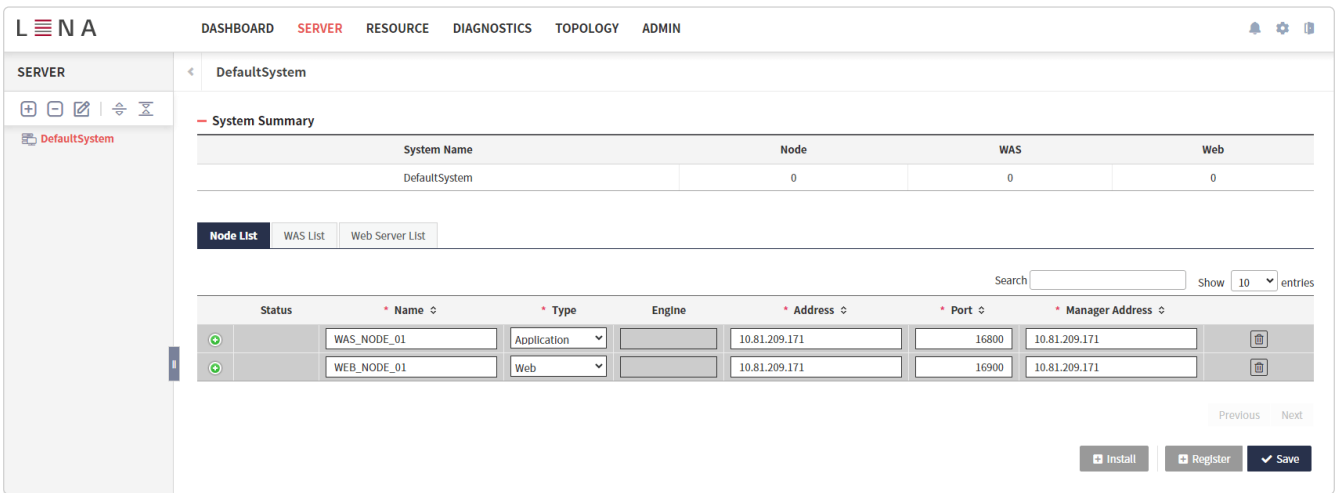 LENA DASHBOARD SERVER RESOURCE DIAGNOSTICS TOPOLOGY ADMIN
SERVER DefaultSystem
DefaultSystem
System Summary
System Name Node WAS Web
DefaultSystem 0 0 0
Node List WAS List Web Server List
Search Show 10 entries
Status * Name * Type Engine * Address * Port * Manager Address
WAS_NODE_01 Application 10.81.209.171 16800 10.81.209.171
WEB_NODE_01 Web 10.81.209.171 16900 10.81.209.171
Previous Next
Install Register Save